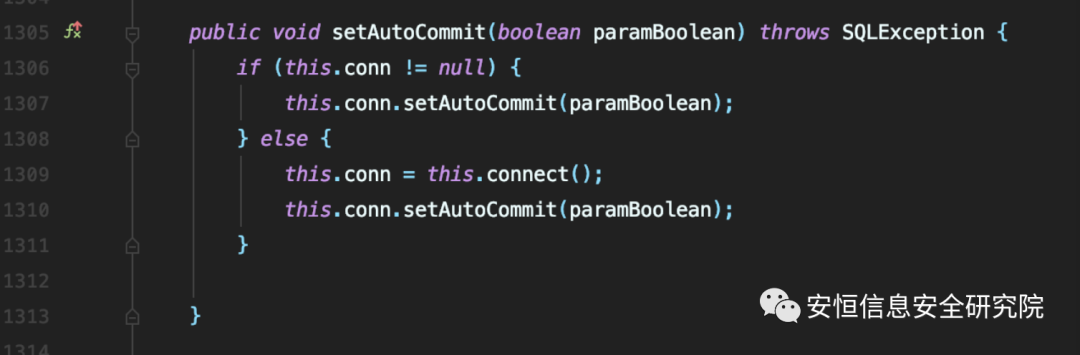 1305 public void setAutoCommit(boolean paramBoolean) throws SQLException {
1306 if (this.conn != null) {
1307 this.conn.setAutoCommit(paramBoolean);
1308 } else {
1309 this.conn = this.connect();
1310 this.conn.setAutoCommit(paramBoolean);
1311 }
1312
1313 }
1314
安恒信息安全研究院